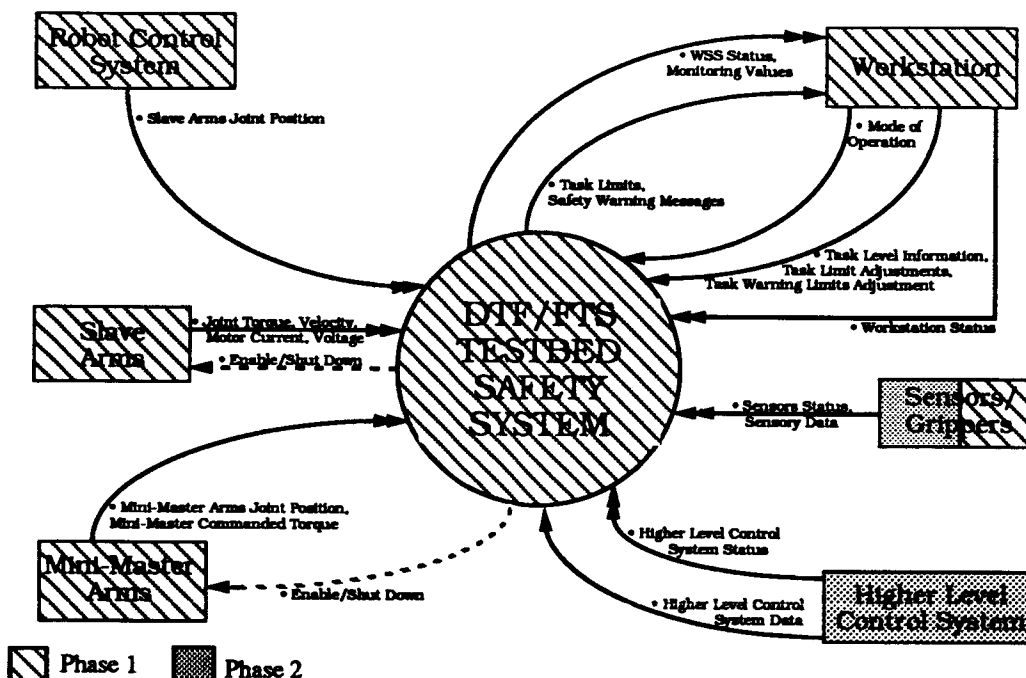 Robot Control
System
• WSS Status,
Monitoring Values
Workstation
• Slave Arms Joint Position
• Mode of
Operation
• Task Limits,
Safety Warning Messages
• Task Level Information,
Task Limit Adjustments,
Task Warning Limits Adjustment
DTF/FTS
TESTBED
SAFETY
SYSTEM
Slave
Arms
• Joint Torque, Velocity,
Motor Current, Voltage
• Enable/Shut Down
• Workstation Status
• Sensors Status,
Sensory Data
Sensors/
Grippers
• Mini-Master Arms Joint Position,
Mini-Master Commanded Torque
• Higher Level Control
System Status
Mini-Master
Arms
• Enable/Shut Down
• Higher Level Control
System Data
Higher Level
Control System
Phase 1
Phase 2